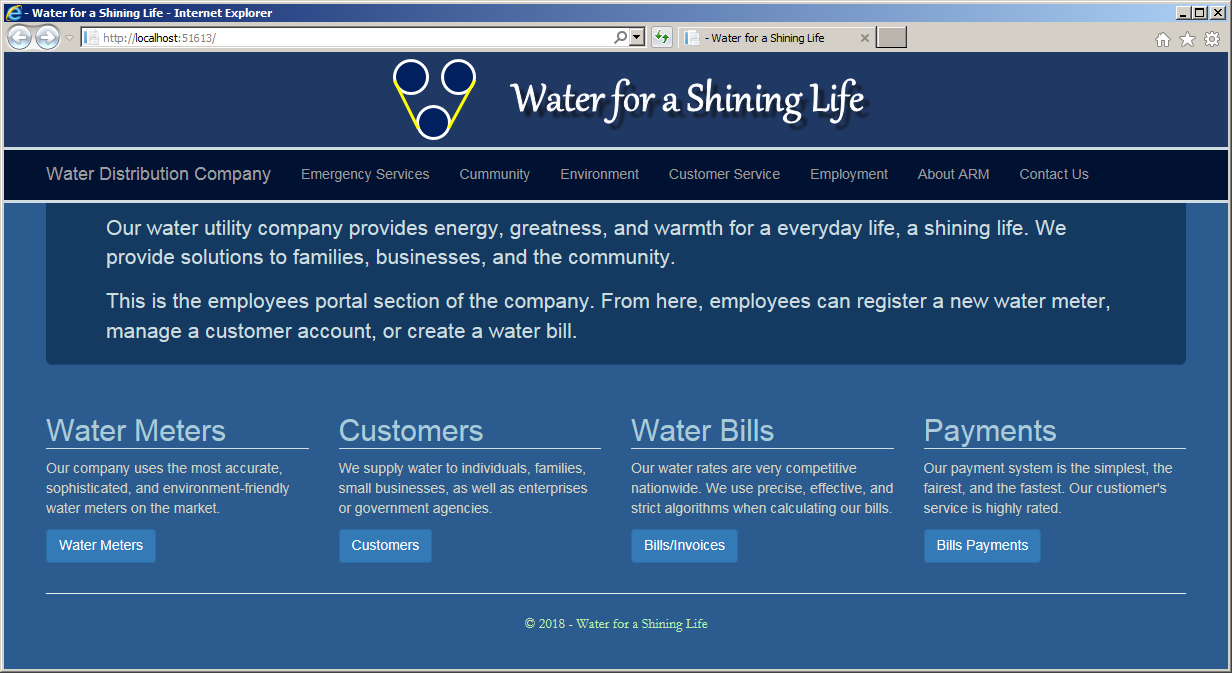 - Water for a Shining Life - Internet Explorer
http://localhost:51613/
- Water for a Shining Life
Water for a Shining Life
Water Distribution Company Emergency Services Cummunity Environment Customer Service Employment About ARM Contact Us
Our water utility company provides energy, greatness, and warmth for a everyday life, a shining life. We
provide solutions to families, businesses, and the community.
This is the employees portal section of the company. From here, employees can register a new water meter,
manage a customer account, or create a water bill.
Water Meters
Our company uses the most accurate,
sophisticated, and environment-friendly
water meters on the market.
Water Meters
Customers
We supply water to individuals, families,
small businesses, as well as enterprises
or government agencies.
Customers
Water Bills
Our water rates are very competitive
nationwide. We use precise, effective, and
strict algorithms when calculating our bills.
Bills/Invoices
Payments
Our payment system is the simplest, the
fairest, and the fastest. Our custiomer's
service is highly rated.
Bills Payments
© 2018 - Water for a Shining Life